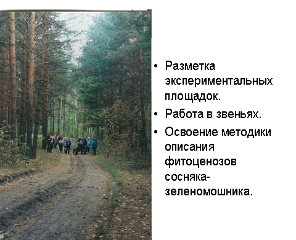 • Разметка
экспериментальных
площадок.
• Работа в звеньях.
• Освоение методики
описания
фитоценозов
сосняка-
зеленомошника.